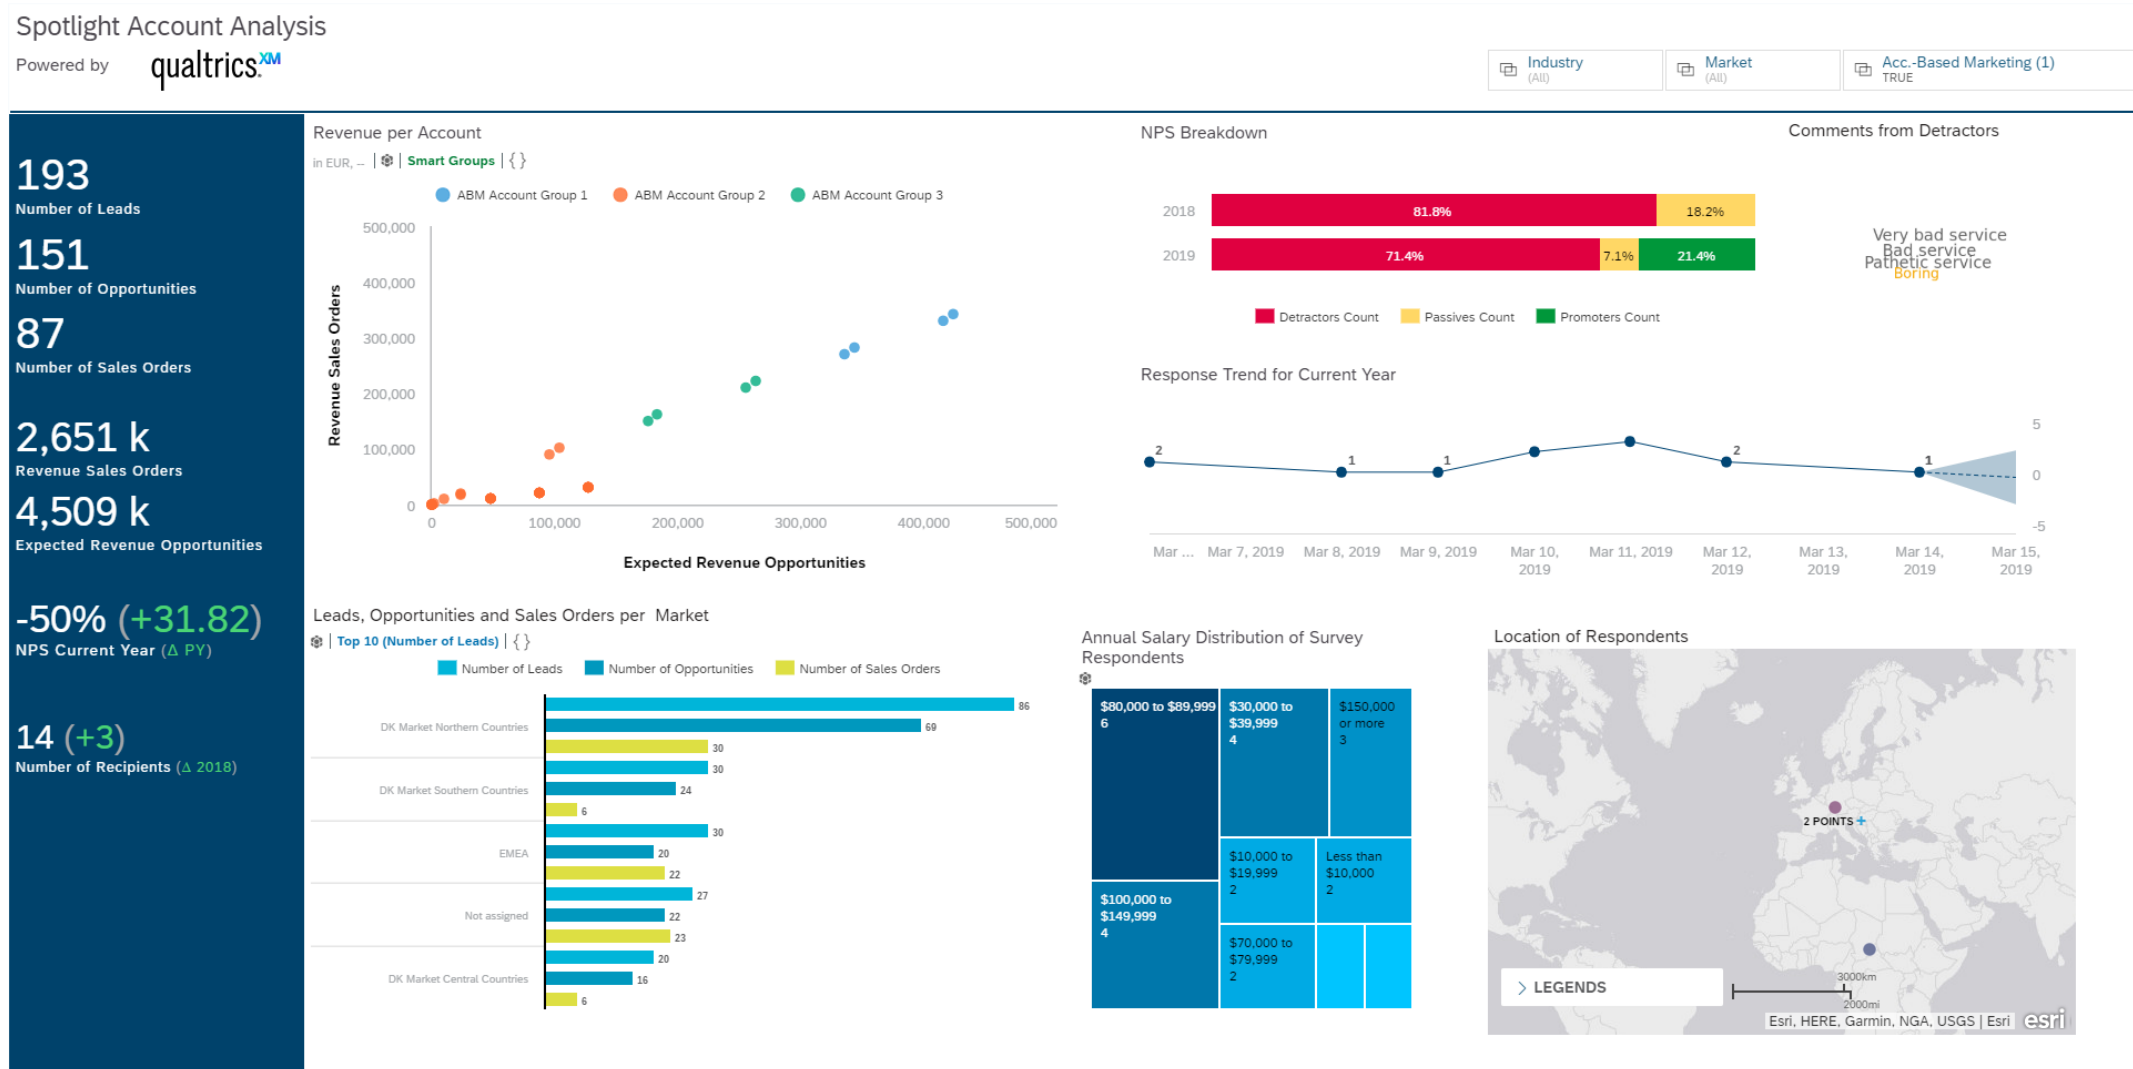 Spotlight Account Analysis
Powered by
qualtrics.XM
Industry
(All)
Market
(All)
Acc.-Based Marketing (1)
TRUE
193
Number of Leads
151
Number of Opportunities
87
Number of Sales Orders
2,651 k
Revenue Sales Orders
4,509 k
Expected Revenue Opportunities
-50% (+31.82)
NPS Current Year (Δ PY)
14 (+3)
Number of Recipients (Δ 2018)
Revenue per Account
in EUR, -- | Smart Groups | { }
ABM Account Group 1
ABM Account Group 2
ABM Account Group 3
Revenue Sales Orders
500,000
400,000
300,000
200,000
100,000
0
0
100,000
200,000
300,000
400,000
500,000
Expected Revenue Opportunities
NPS Breakdown
2018
81.8%
18.2%
2019
71.4%
7.1%
21.4%
Detractors Count
Passives Count
Promoters Count
Comments from Detractors
Very bad service
Bad service
Pathetic service
Boring
Response Trend for Current Year
2
1
1
2
1
5
0
-5
Mar ...
Mar 7, 2019
Mar 8, 2019
Mar 9, 2019
Mar 10,
2019
Mar 11, 2019
Mar 12,
2019
Mar 13,
2019
Mar 14,
2019
Mar 15,
2019
Leads, Opportunities and Sales Orders per Market
| Top 10 (Number of Leads) | { }
Number of Leads
Number of Opportunities
Number of Sales Orders
DK Market Northern Countries
86
69
30
DK Market Southern Countries
30
24
6
EMEA
30
20
22
Not assigned
27
22
23
DK Market Central Countries
20
16
6
Annual Salary Distribution of Survey
Respondents
$80,000 to $89,999
6
$100,000 to
$149,999
4
$30,000 to
$39,999
4
$150,000
or more
3
$10,000 to
$19,999
2
Less than
$10,000
2
$70,000 to
$79,999
2
Location of Respondents
2 POINTS +
LEGENDS
3000km
2000mi
Esri, HERE, Garmin, NGA, USGS | Esri
esri